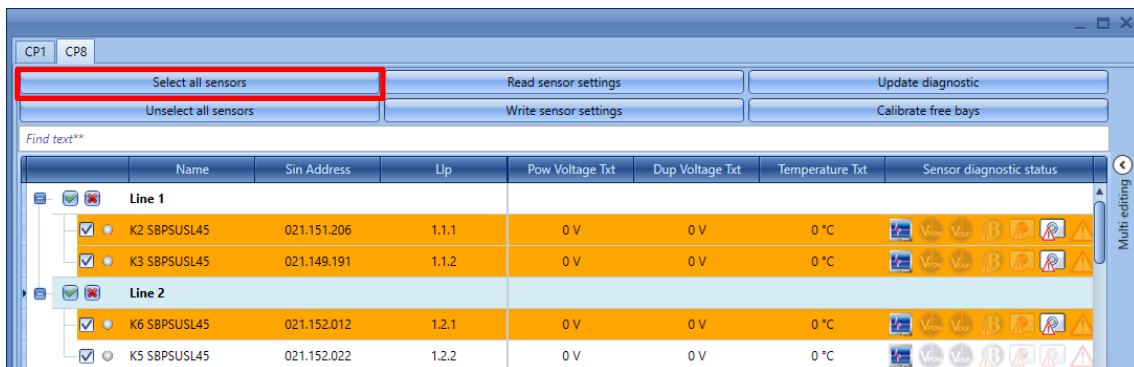 CP1 CP8
Select all sensors Read sensor settings Update diagnostic
Unselect all sensors Write sensor settings Calibrate free bays
Find text**
Name Sin Address Llp Pow Voltage Txt Dup Voltage Txt Temperature Txt Sensor diagnostic status
Line 1
K2 SBPSUSL45 021.151.206 1.1.1 0 V 0 V 0 °C
K3 SBPSUSL45 021.149.191 1.1.2 0 V 0 V 0 °C
Line 2
K6 SBPSUSL45 021.152.012 1.2.1 0 V 0 V 0 °C
K5 SBPSUSL45 021.152.022 1.2.2 0 V 0 V 0 °C
Multi editing